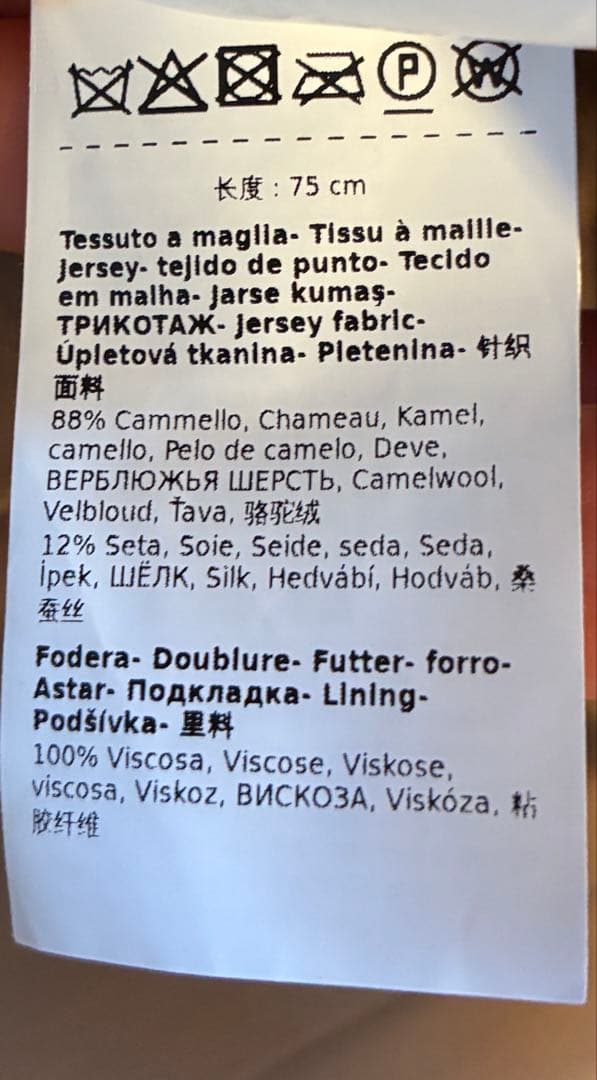 P W
长度 : 75 cm
Tessuto a maglia- Tissu à maille-
Jersey- tejido de punto- Tecido
em malha- Jarse kumaş-
ТРИКОТАЖ- Jersey fabric-
Úpletová tkanina- Pletenina- 针织
面料
88% Cammello, Chameau, Kamel,
camello, Pelo de camelo, Deve,
ВЕРБЛЮЖЬЯ ШЕРСТЬ, Camelwool,
Velbloud, Ťava, 骆驼绒
12% Seta, Soie, Seide, seda, Seda,
İpek, ШЁЛК, Silk, Hedvábí, Hodváb, 桑
蚕丝
Fodera- Doublure- Futter- forro-
Astar- Подкладка- Lining-
Podšívka- 里料
100% Viscosa, Viscose, Viskose,
viscosa, Viskoz, ВИСКОЗА, Viskóza, 粘
胶纤维